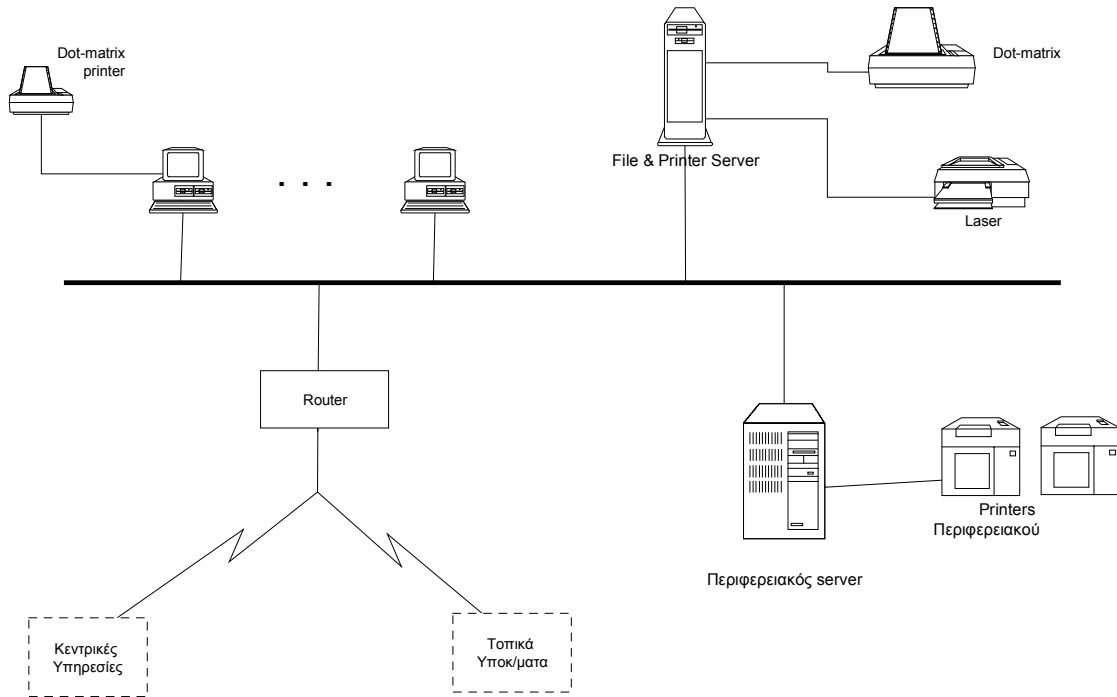 Dot-matrix
printer
Dot-matrix
. . .
File & Printer Server
Laser
Router
Printers
Περιφερειακού
Περιφερειακός server
Κεντρικές
Υπηρεσίες
Τοπικά
Υποκ/ματα